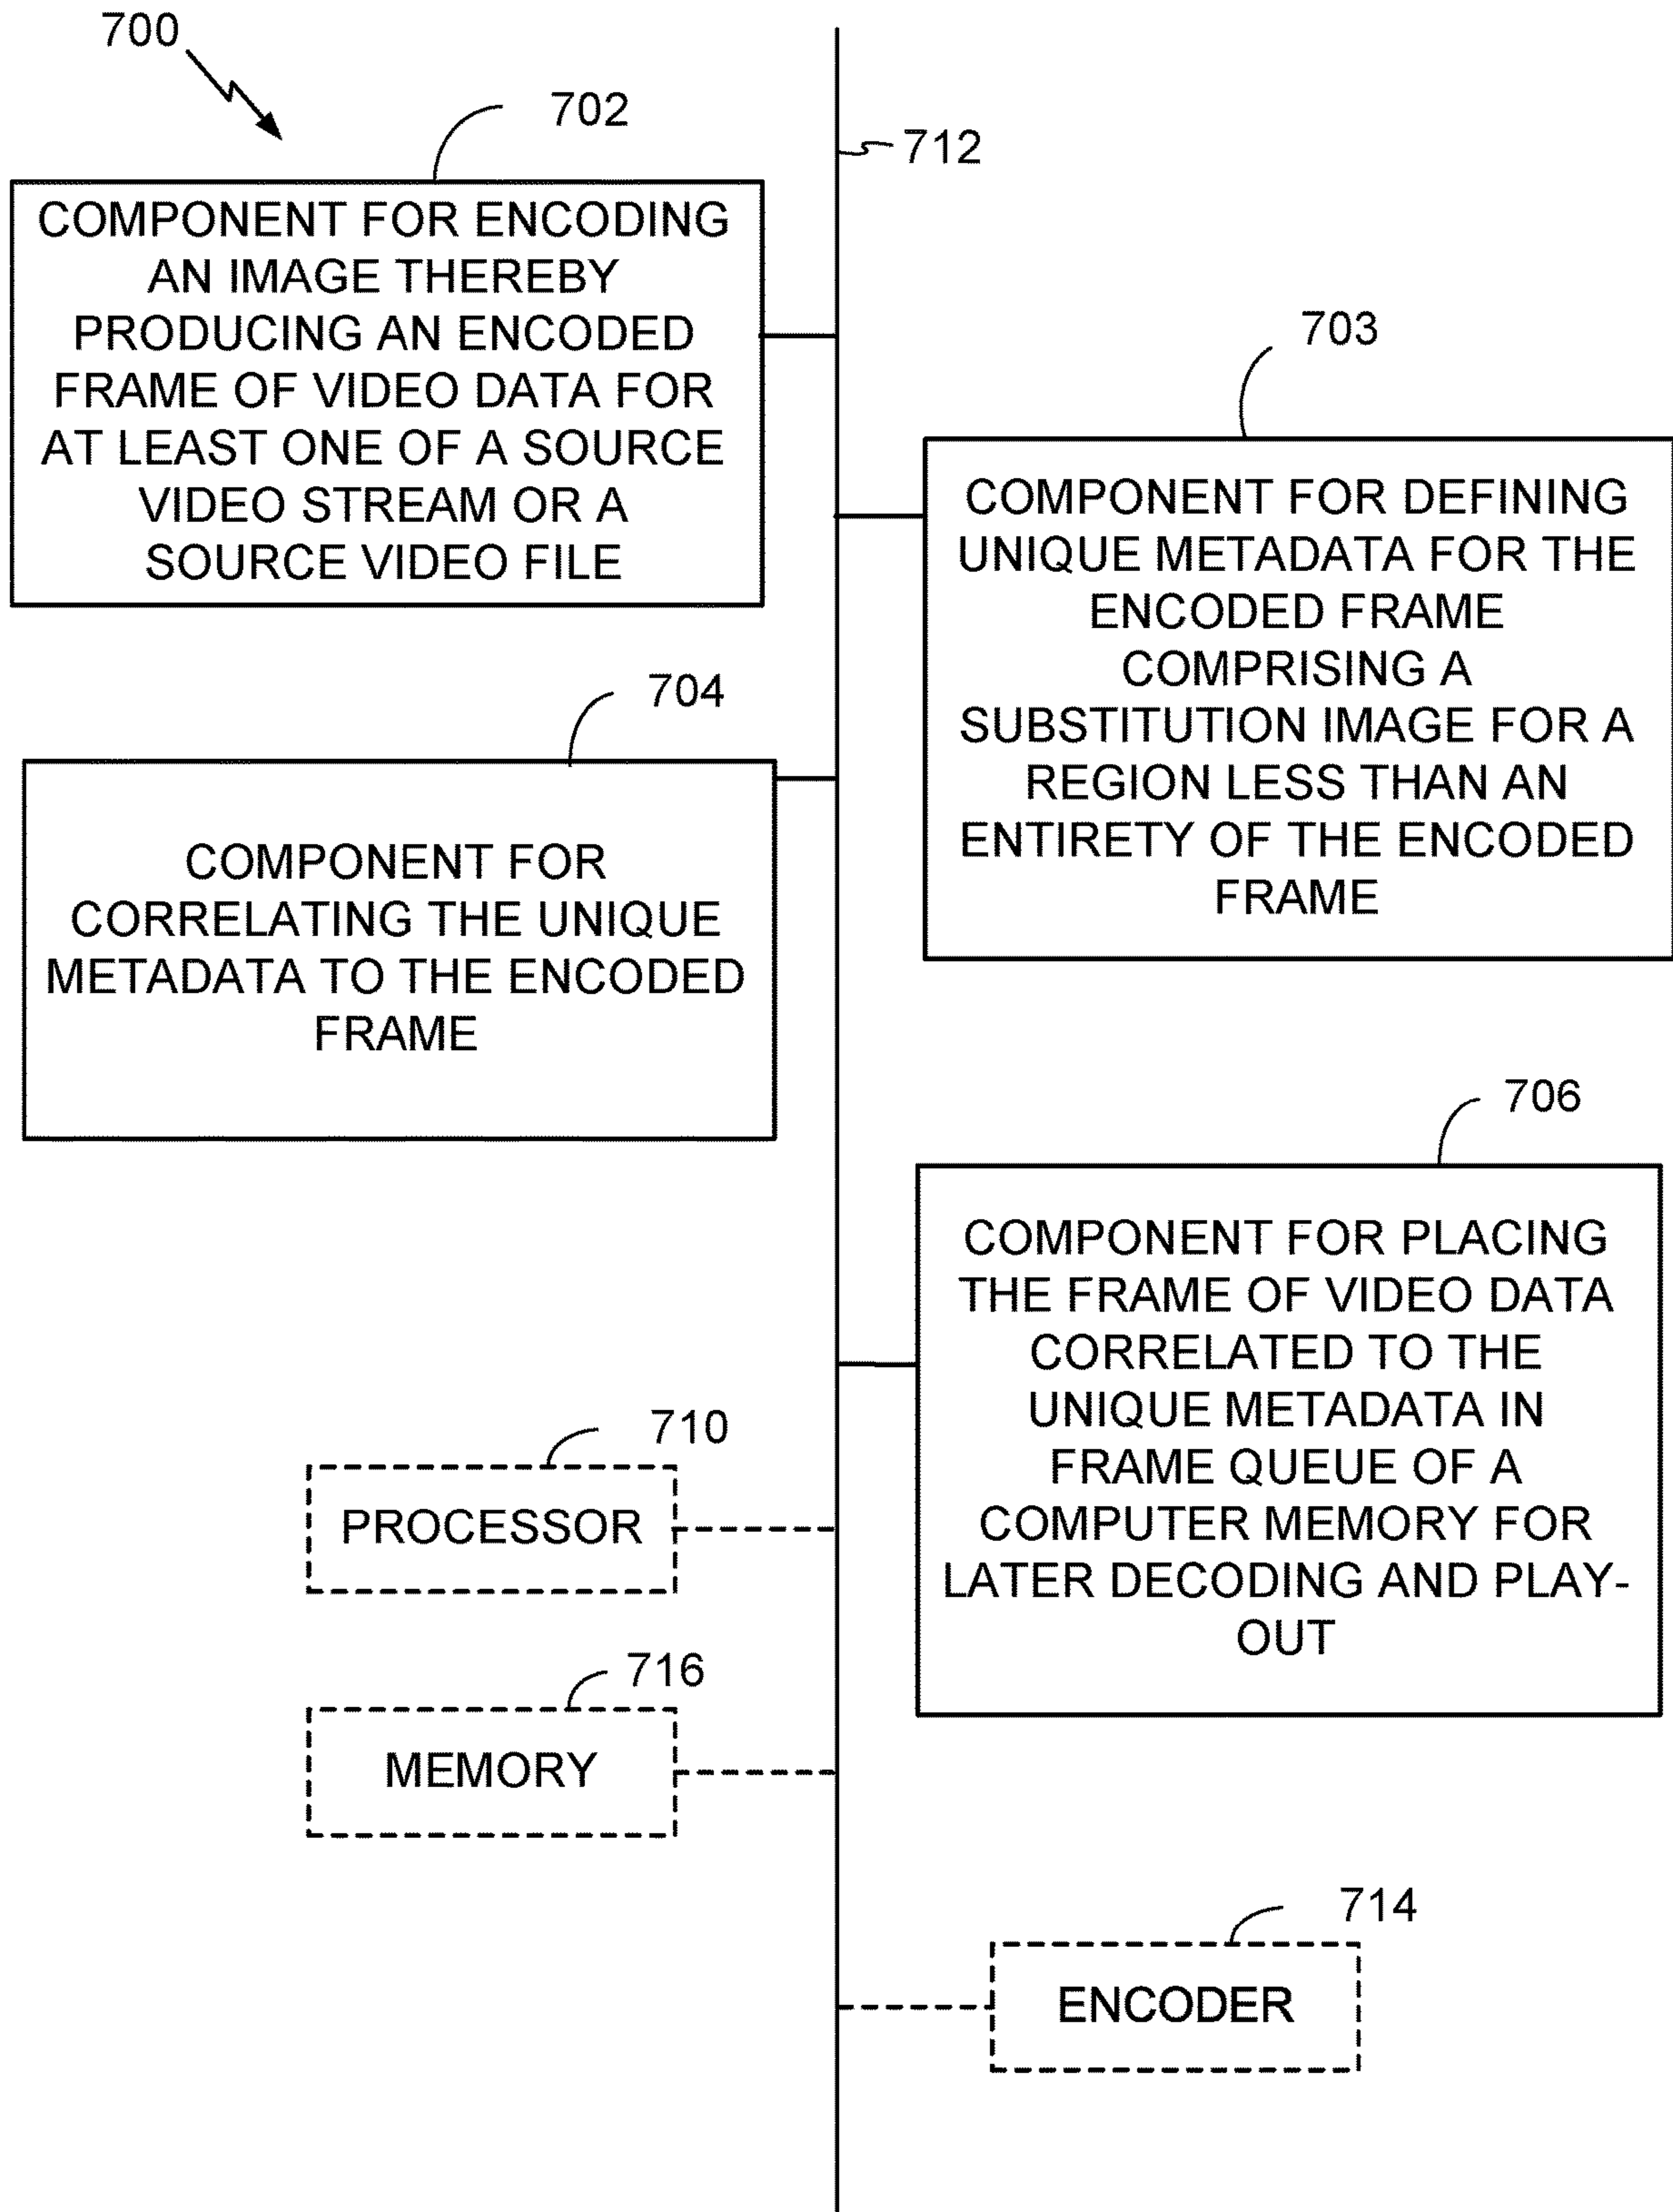 700
702
712
COMPONENT FOR ENCODING
AN IMAGE THEREBY
PRODUCING AN ENCODED
FRAME OF VIDEO DATA FOR
AT LEAST ONE OF A SOURCE
VIDEO STREAM OR A
SOURCE VIDEO FILE
703
COMPONENT FOR DEFINING
UNIQUE METADATA FOR THE
ENCODED FRAME
COMPRISING A
SUBSTITUTION IMAGE FOR A
REGION LESS THAN AN
ENTIRETY OF THE ENCODED
FRAME
704
COMPONENT FOR
CORRELATING THE UNIQUE
METADATA TO THE ENCODED
FRAME
706
COMPONENT FOR PLACING
THE FRAME OF VIDEO DATA
CORRELATED TO THE
UNIQUE METADATA IN
FRAME QUEUE OF A
COMPUTER MEMORY FOR
LATER DECODING AND PLAY-
OUT
710
PROCESSOR
716
MEMORY
714
ENCODER